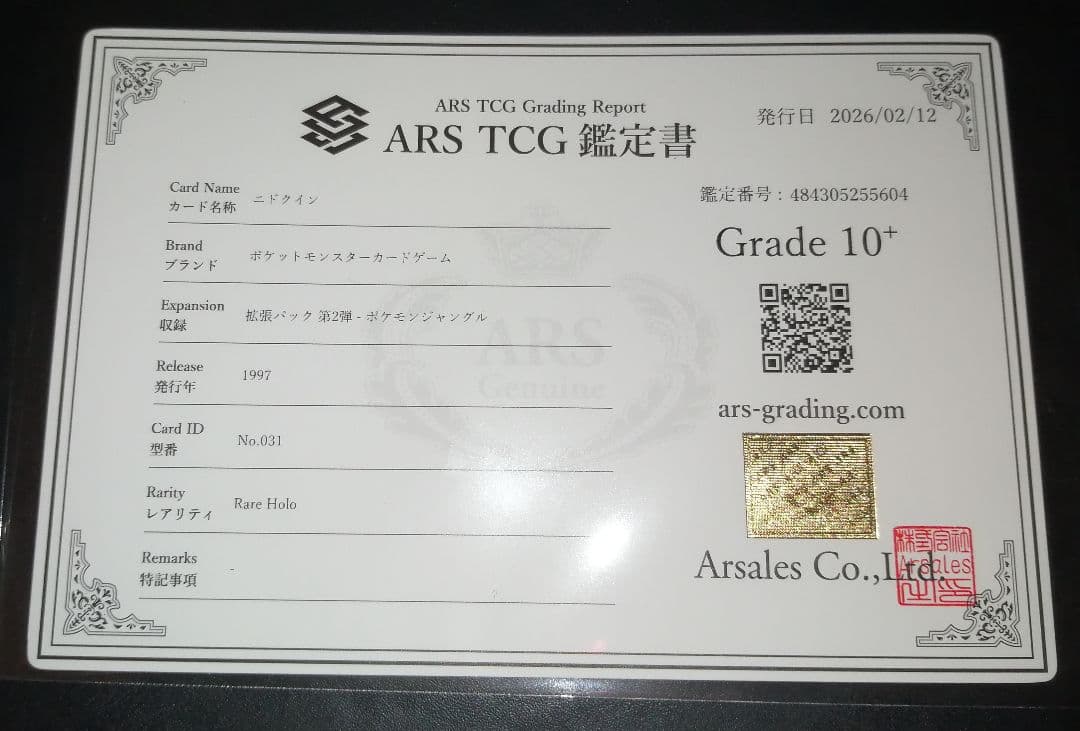 ARS TCG Grading Report
ARS TCG 鑑定書
発行日 2026/02/12
Card Name
カード名称
ニドクイン
Brand
ブランド
ポケットモンスターカードゲーム
Expansion
収録
拡張パック 第2弾 - ポケモンジャングル
Release
発行年
1997
Card ID
型番
No.031
Rarity
レアリティ
Rare Holo
Remarks
特記事項
-
鑑定番号 : 484305255604
Grade 10+
ars-grading.com
Arsales Co.,Ltd.
ARS
Genuine
Arsales